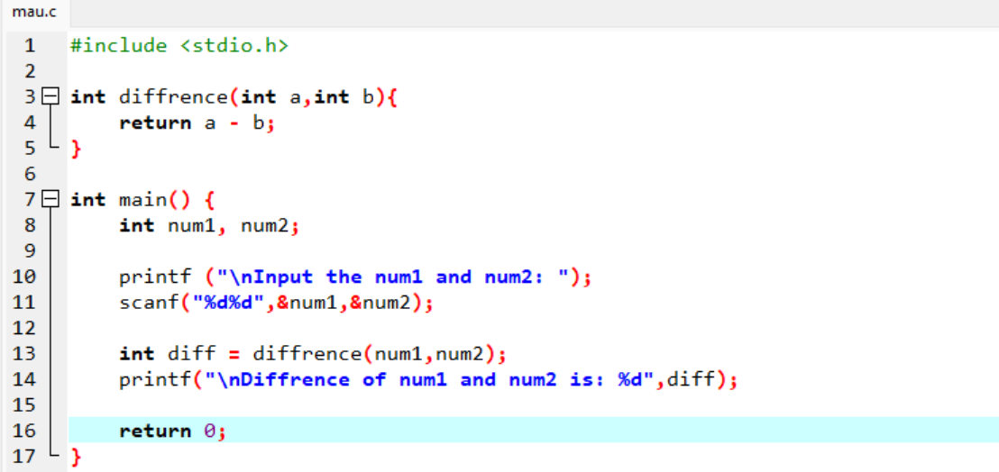 mau.c
1 #include <stdio.h>
2
3 int diffrence(int a,int b){
4     return a - b;
5 }
6
7 int main() {
8     int num1, num2;
9
10     printf ("\nInput the num1 and num2: ");
11     scanf("%d%d",&num1,&num2);
12
13     int diff = diffrence(num1,num2);
14     printf("\nDiffrence of num1 and num2 is: %d",diff);
15
16     return 0;
17 }